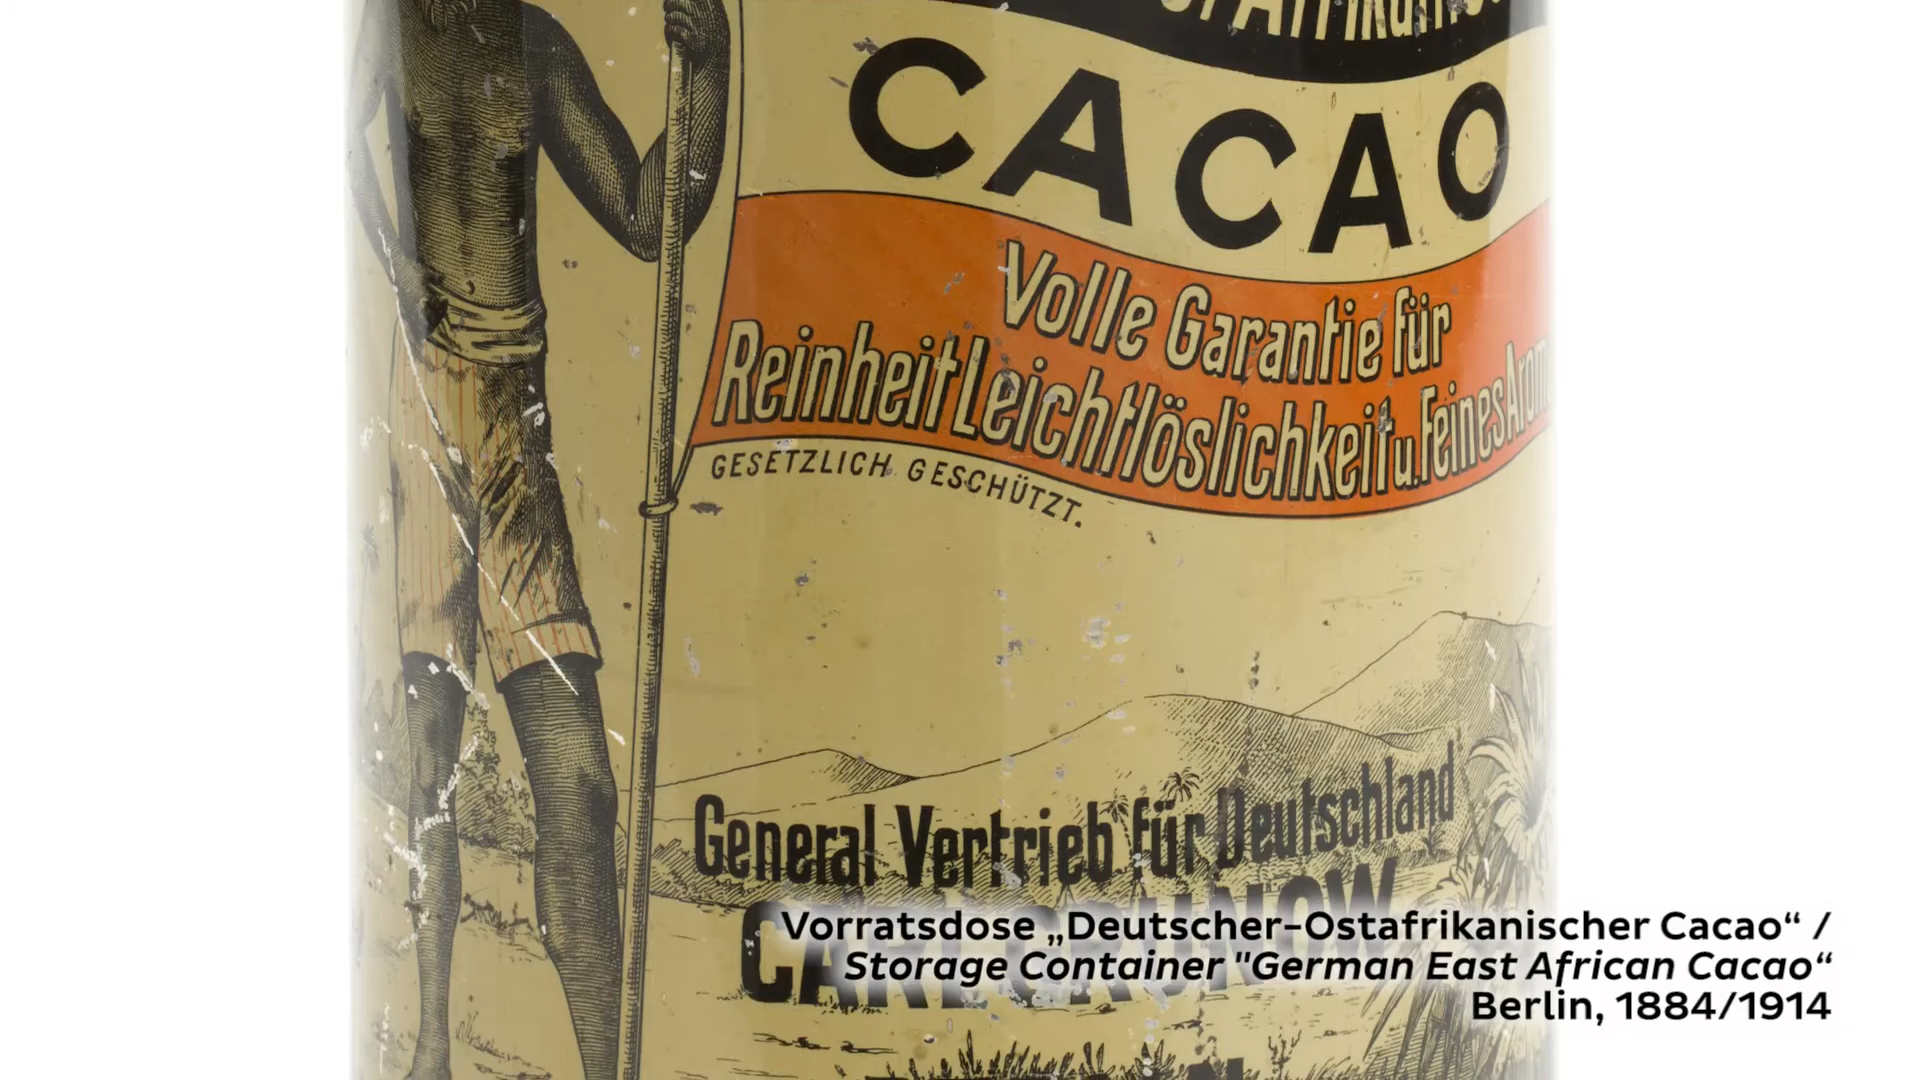 CACAO
Volle Garantie für
Reinheit Leichtlöslichkeit u. Feines
GESETZLICH GESCHÜTZT.
General Vertrieb für Deutschland
CARL GRUNOW
Vorratsdose „Deutscher-Ostafrikanischer Cacao“ /
Storage Container "German East African Cacao“
Berlin, 1884/1914